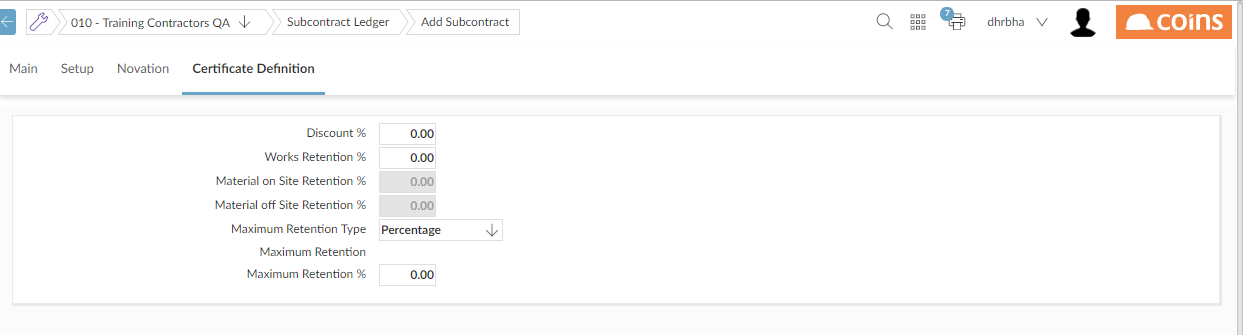 010 - Training Contractors QA Subcontract Ledger Add Subcontract 7 dhrbha coins
Main Setup Novation Certificate Definition
Discount % 0.00
Works Retention % 0.00
Material on Site Retention % 0.00
Material off Site Retention % 0.00
Maximum Retention Type Percentage
Maximum Retention
Maximum Retention % 0.00